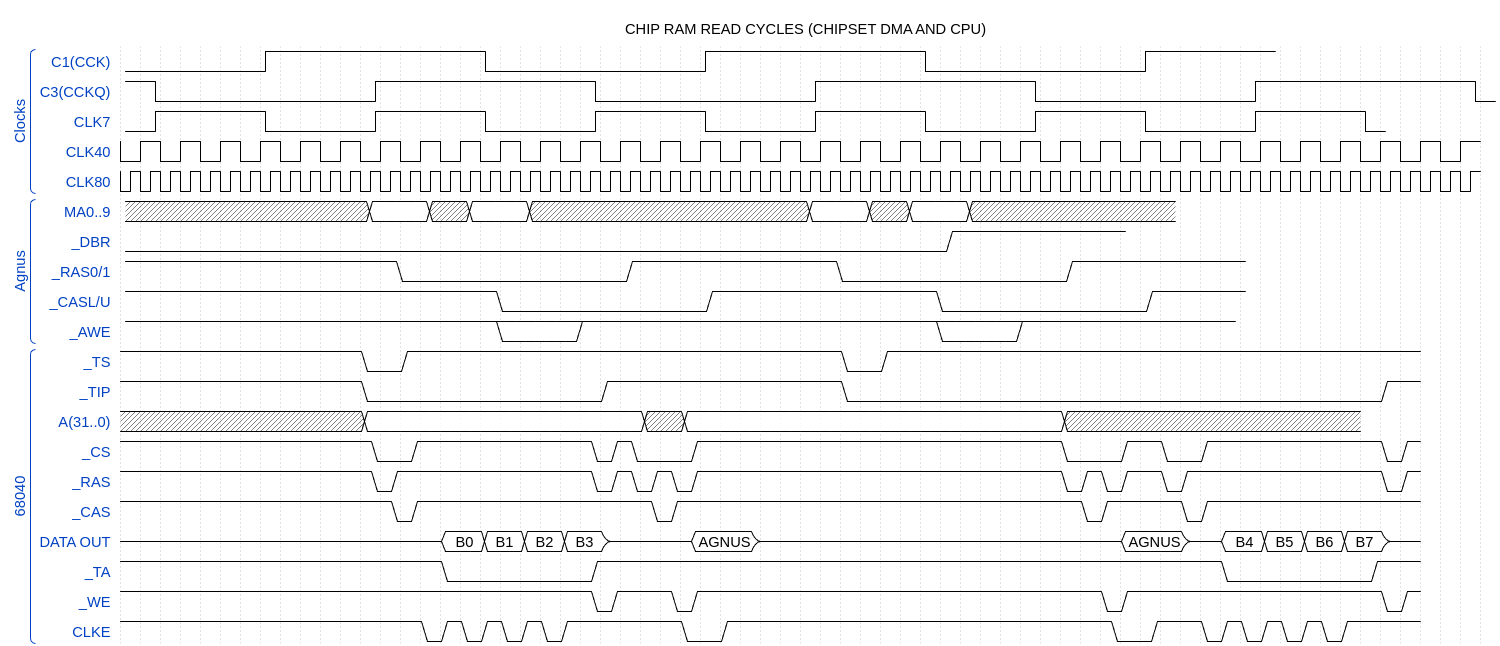 CHIP RAM READ CYCLES (CHIPSET DMA AND CPU)
Clocks
C1(CCK)
C3(CCKQ)
CLK7
CLK40
CLK80
Agnus
MA0..9
_DBR
_RAS0/1
_CASL/U
_AWE
68040
_TS
_TIP
A(31..0)
_CS
_RAS
_CAS
DATA OUT B0 B1 B2 B3 AGNUS AGNUS B4 B5 B6 B7
_TA
_WE
CLKE